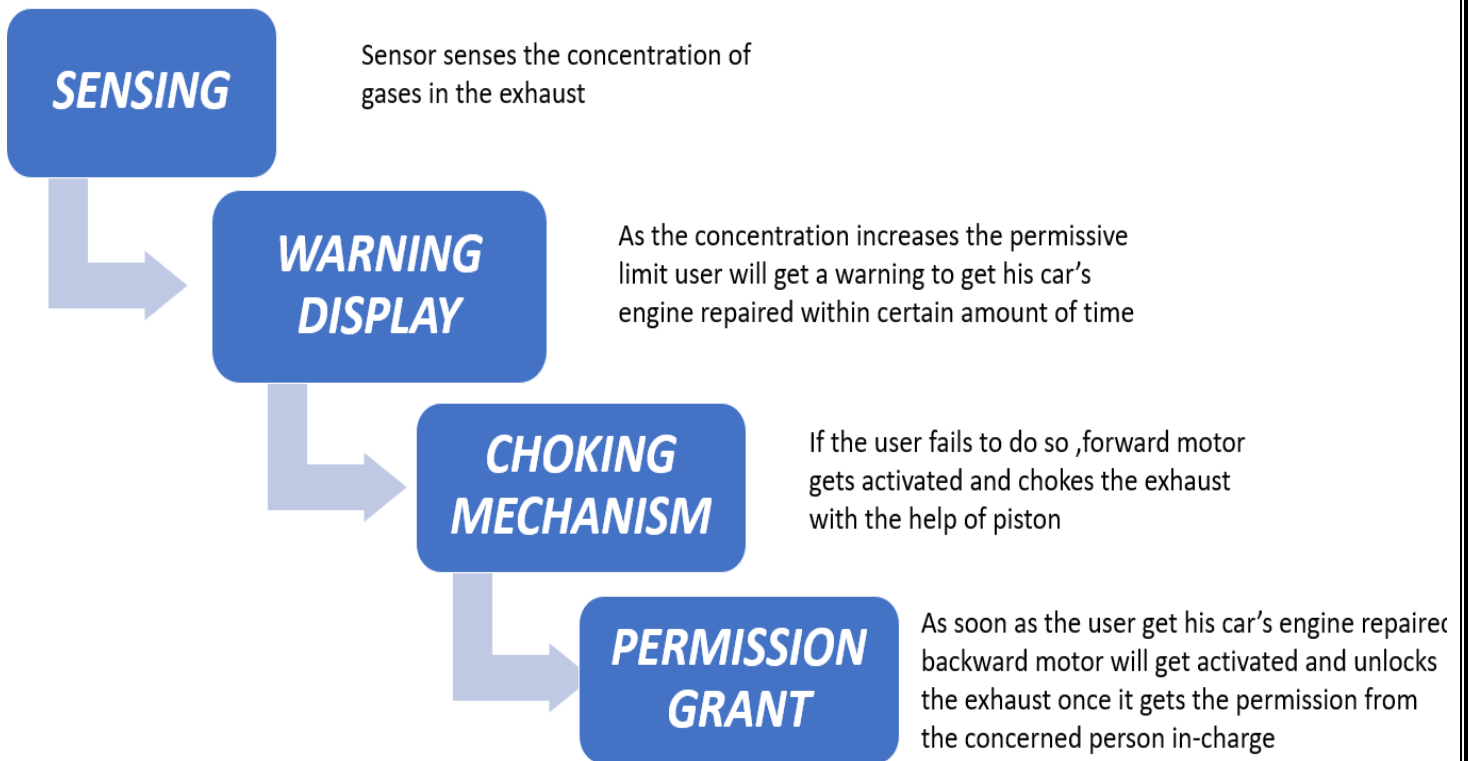 SENSING
Sensor senses the concentration of
gases in the exhaust
WARNING
DISPLAY
As the concentration increases the permissive
limit user will get a warning to get his car’s
engine repaired within certain amount of time
CHOKING
MECHANISM
If the user fails to do so ,forward motor
gets activated and chokes the exhaust
with the help of piston
PERMISSION
GRANT
As soon as the user get his car’s engine repaired
backward motor will get activated and unlocks
the exhaust once it gets the permission from
the concerned person in-charge